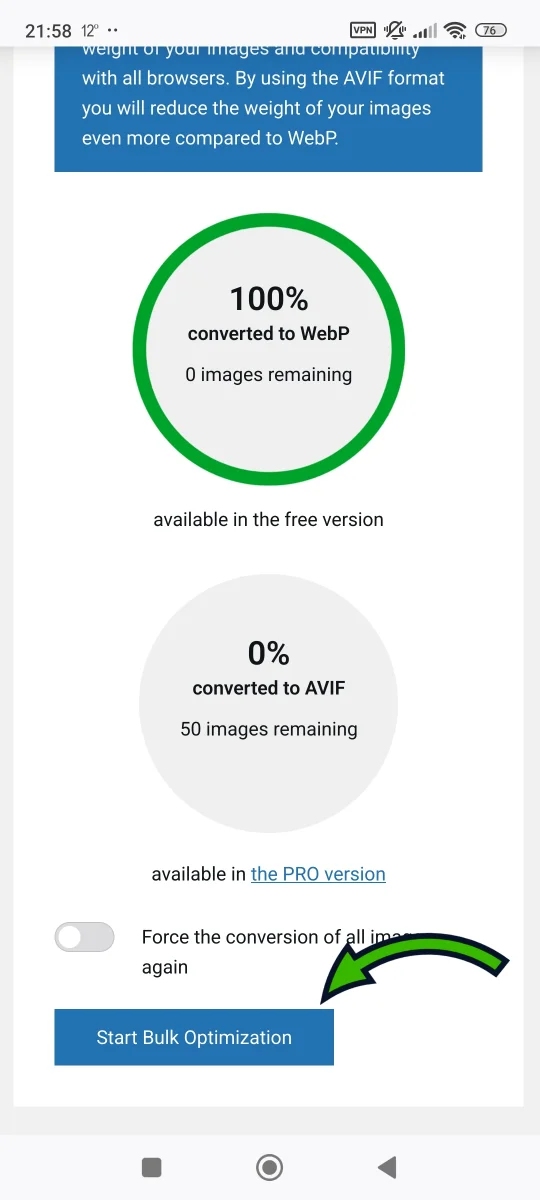 21:58 12° VPN 76
weight of your images and compatibility
with all browsers. By using the AVIF format
you will reduce the weight of your images
even more compared to WebP.
100%
converted to WebP
0 images remaining
available in the free version
0%
converted to AVIF
50 images remaining
available in the PRO version
Force the conversion of all images
again
Start Bulk Optimization